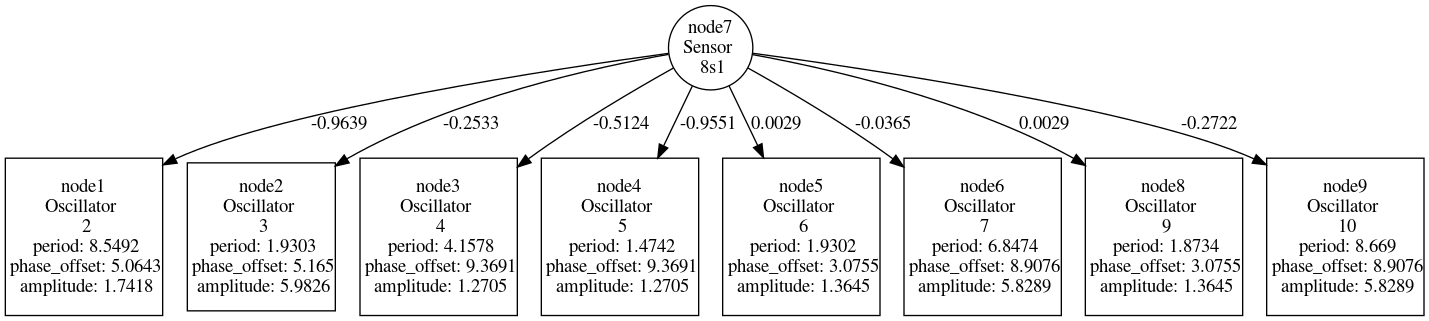 node7
Sensor
8s1
-0.9639
-0.2533
-0.5124
-0.9551
0.0029
-0.0365
0.0029
-0.2722
node1
Oscillator
2
period: 8.5492
phase_offset: 5.0643
amplitude: 1.7418
node2
Oscillator
3
period: 1.9303
phase_offset: 5.165
amplitude: 5.9826
node3
Oscillator
4
period: 4.1578
phase_offset: 9.3691
amplitude: 1.2705
node4
Oscillator
5
period: 1.4742
phase_offset: 9.3691
amplitude: 1.2705
node5
Oscillator
6
period: 1.9302
phase_offset: 3.0755
amplitude: 1.3645
node6
Oscillator
7
period: 6.8474
phase_offset: 8.9076
amplitude: 5.8289
node8
Oscillator
9
period: 1.8734
phase_offset: 3.0755
amplitude: 1.3645
node9
Oscillator
10
period: 8.669
phase_offset: 8.9076
amplitude: 5.8289